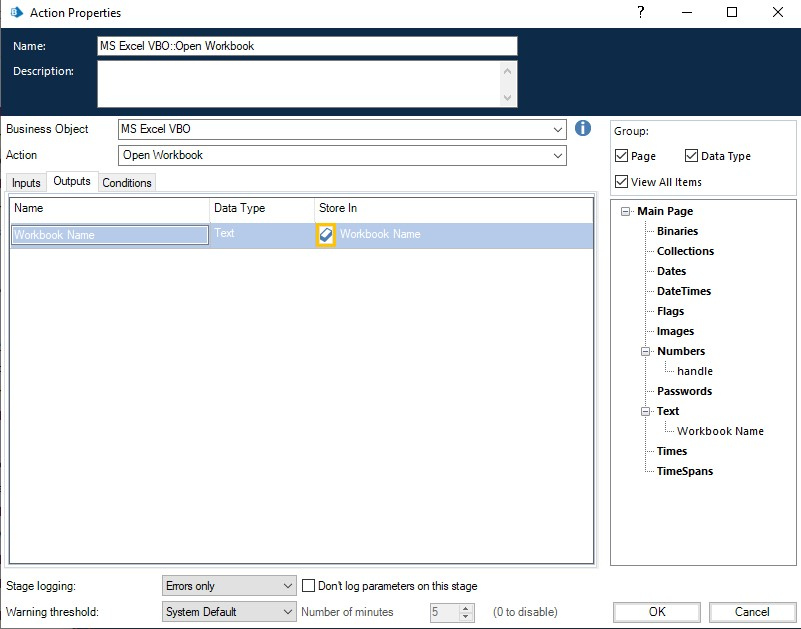 Action Properties
Name: MS Excel VBO::Open Workbook
Description:
Business Object MS Excel VBO
Action Open Workbook
Inputs Outputs Conditions
Name Data Type Store In
Workbook Name Text Workbook Name
Group:
Page Data Type
View All Items
Main Page
Binaries
Collections
Dates
DateTimes
Flags
Images
Numbers
handle
Passwords
Text
Workbook Name
Times
TimeSpans
Stage logging: Errors only Don't log parameters on this stage
Warning threshold: System Default Number of minutes 5 (0 to disable)
OK Cancel